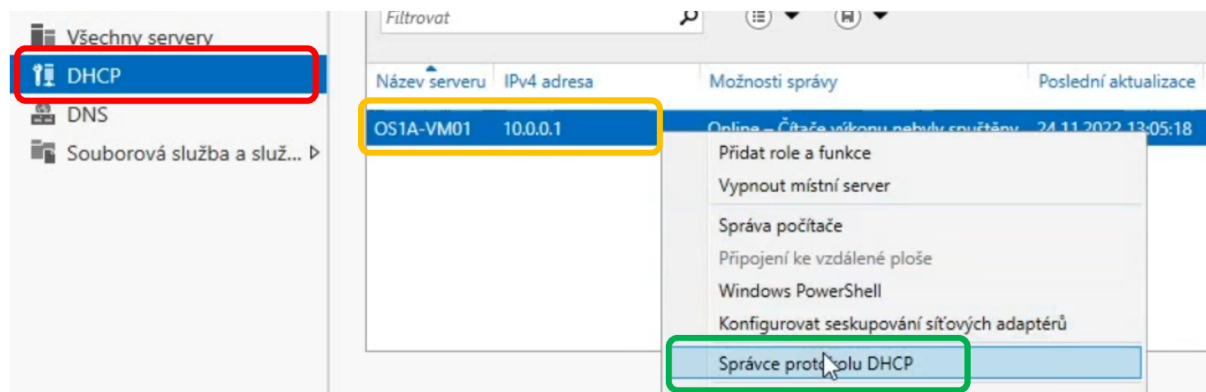 Filtrovat
Všechny servery
DHCP
DNS
Souborová služba a služ...
Název serveru IPv4 adresa Možnosti správy Poslední aktualizace
OS1A-VM01 10.0.0.1 Online – Čítače výkonu nebyly spuštěny 24.11.2022 13:05:18
Přidat role a funkce
Vypnout místní server
Správa počítače
Připojení ke vzdálené ploše
Windows PowerShell
Konfigurovat seskupování síťových adaptérů
Správce protokolu DHCP